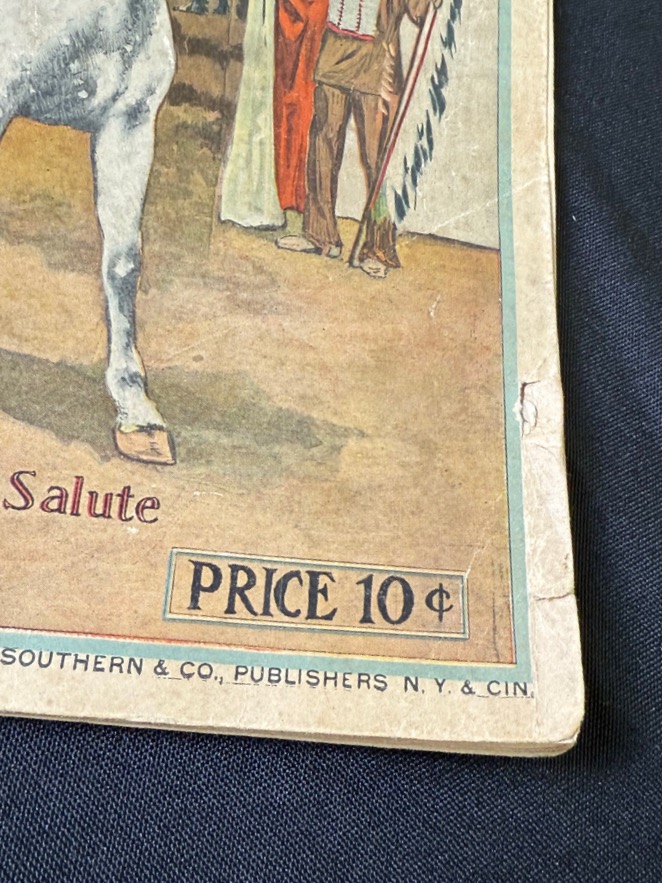 Salute
PRICE 10 ¢
SOUTHERN & CO., PUBLISHERS N. Y. & CIN.